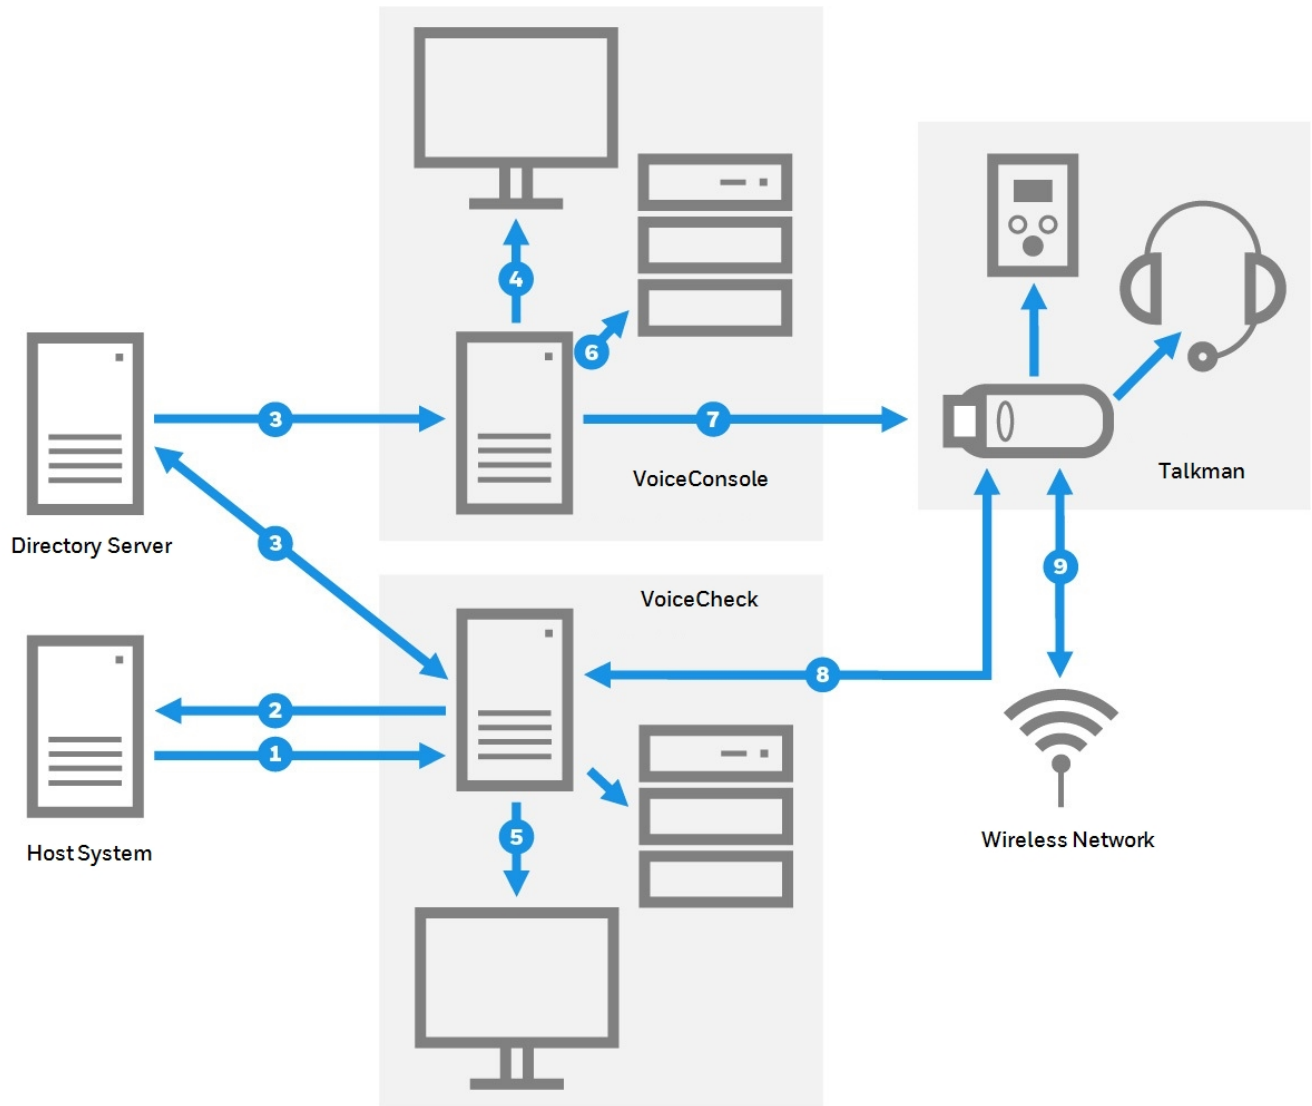 4
6
3
7
VoiceConsole
Talkman
Directory Server
3
9
VoiceCheck
8
2
1
5
Wireless Network
Host System